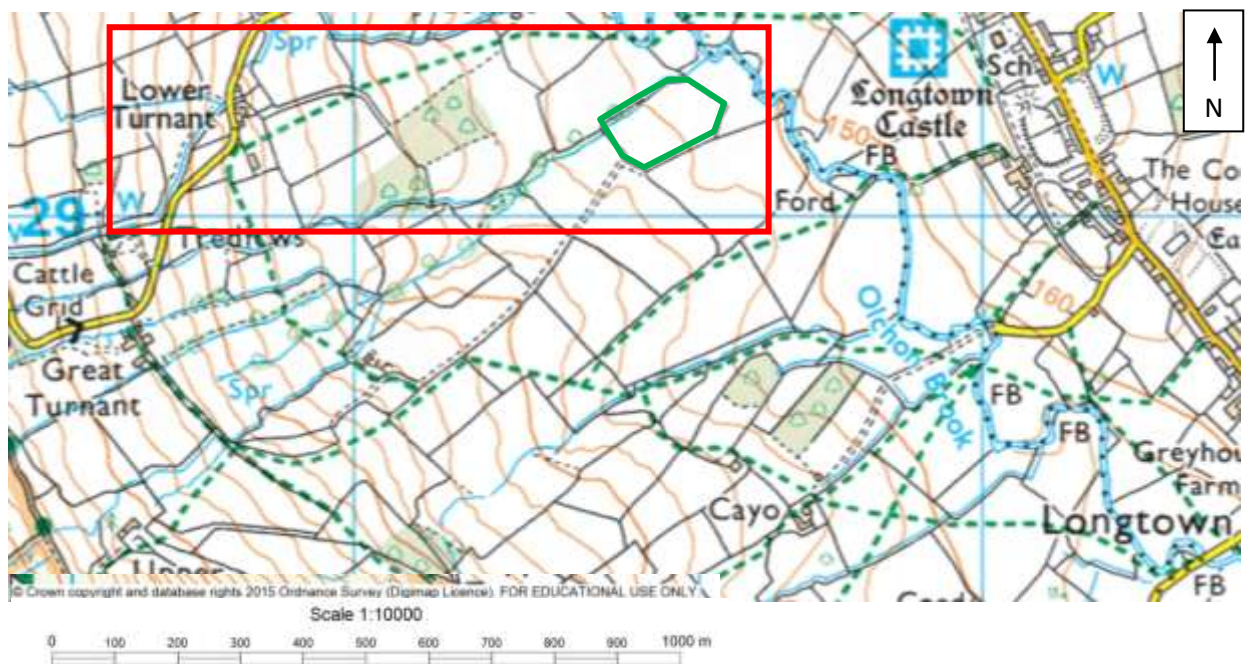 Spr
Sch
W
N
Lower
Turnant
Longtown
Castle
150
FB
The Co
House
Ford
W
29
Cattle
Grid
Ea
160
Great
Turnant
Spr
Olchon
Brook
FB
FB
Greyhou
Farm
Cayo
Longtown
Upper
FB
© Crown copyright and database rights 2015 Ordnance Survey (Digimap Licence). FOR EDUCATIONAL USE ONLY
Scale 1:10000
0 100 200 300 400 500 600 700 800 900 1000 m